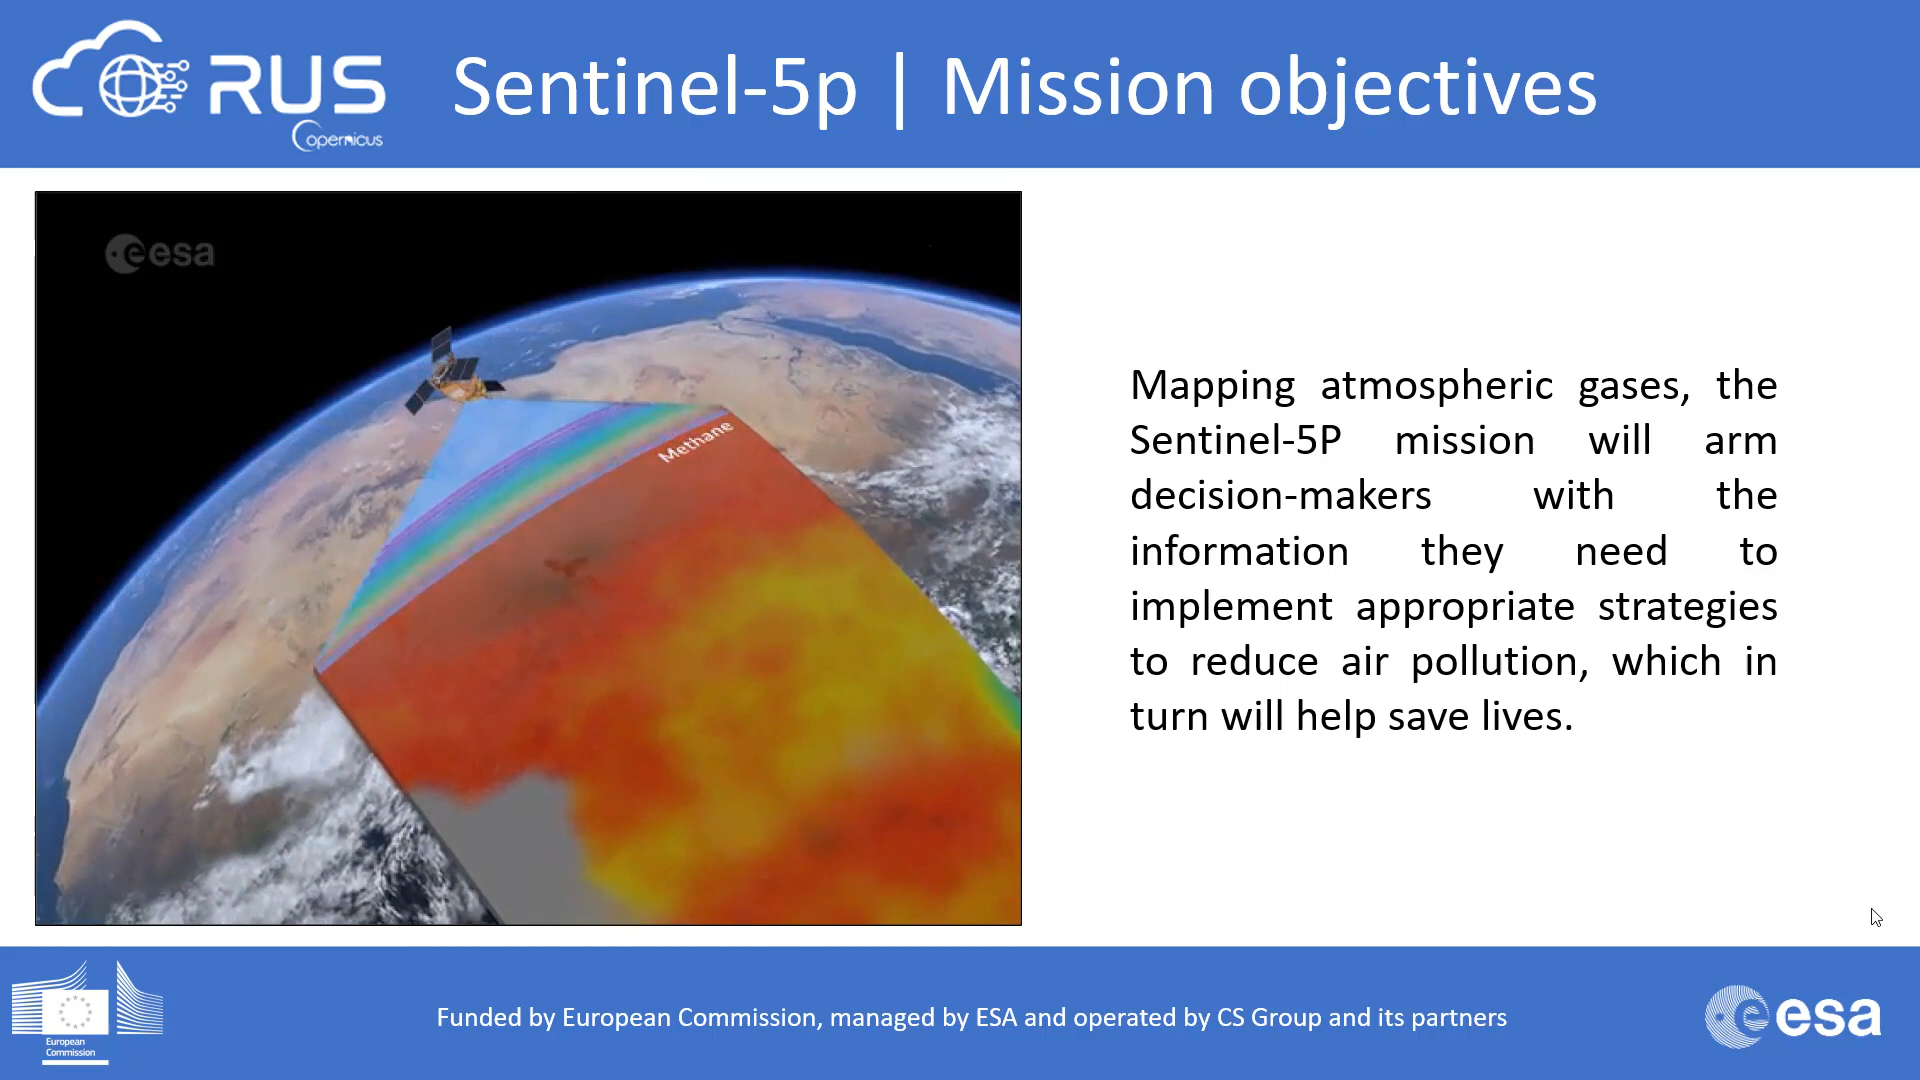 RUS
Copernicus
Sentinel-5p | Mission objectives
esa
Methane
Mapping atmospheric gases, the
Sentinel-5P mission will arm
decision-makers with the
information they need to
implement appropriate strategies
to reduce air pollution, which in
turn will help save lives.
European
Commission
Funded by European Commission, managed by ESA and operated by CS Group and its partners
esa